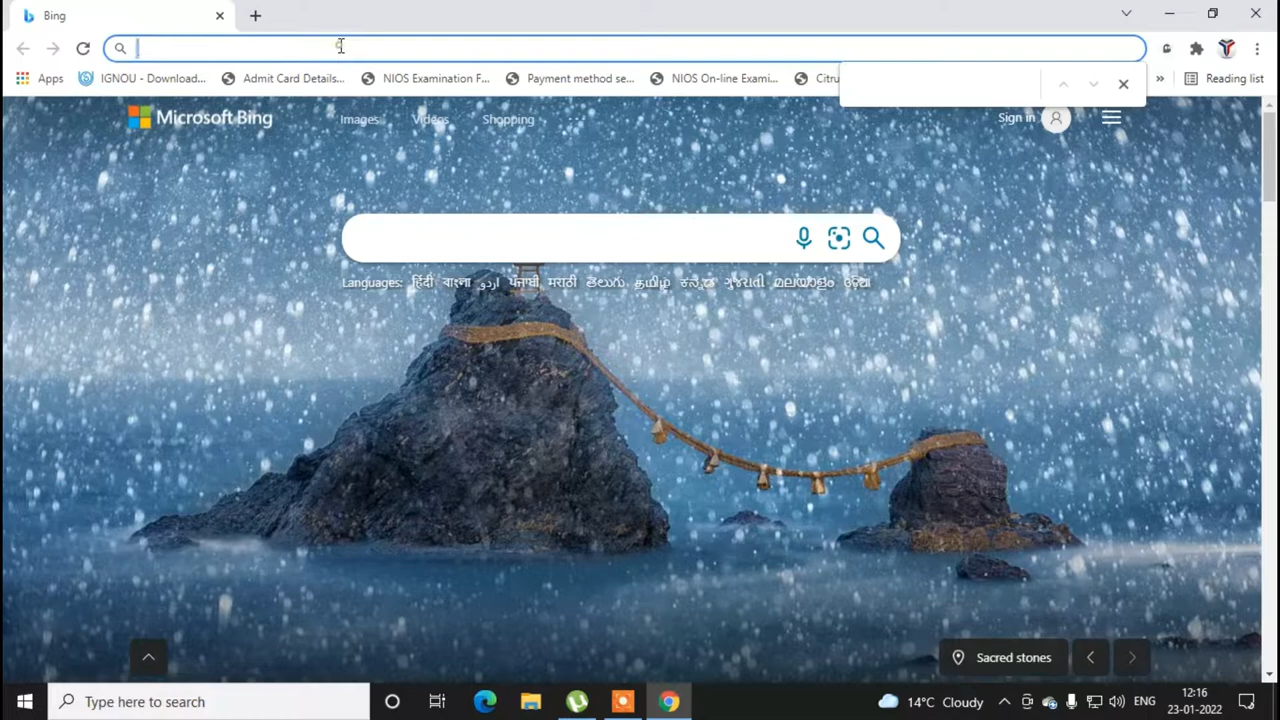 Bing
Apps IGNOU - Download... Admit Card Details... NIOS Examination F... Payment method se... NIOS On-line Exami... Citru » Reading list
Microsoft Bing Images Videos Shopping Sign in
Languages: हिंदी বাংলা اردو ਪੰਜਾਬੀ मराठी తెలుగు தமிழ் ಕನ್ನಡ ગુજરાતી മലയാളം ଓଡ଼ିଆ
Sacred stones
Type here to search 14°C Cloudy ENG 12:16
23-01-2022